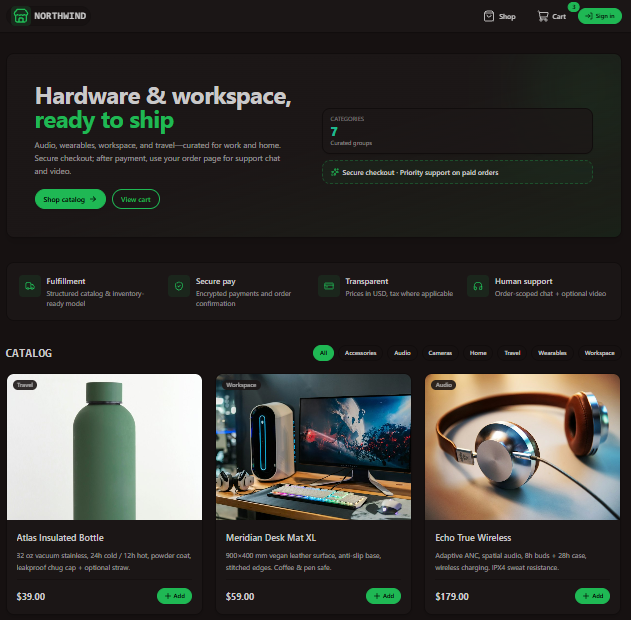 NORTHWIND
Shop
Cart
3
Sign in
Hardware & workspace,
ready to ship
Audio, wearables, workspace, and travel—curated for work and home.
Secure checkout; after payment, use your order page for support chat
and video.
Shop catalog →
View cart
CATEGORIES
7
Curated groups
Secure checkout · Priority support on paid orders
Fulfillment
Structured catalog & inventory-
ready model
Secure pay
Encrypted payments and order
confirmation
Transparent
Prices in USD, tax where applicable
Human support
Order-scoped chat + optional video
CATALOG
All
Accessories
Audio
Cameras
Home
Travel
Wearables
Workspace
Travel
Atlas Insulated Bottle
32 oz vacuum stainless, 24h cold / 12h hot, powder coat,
leakproof chug cap + optional straw.
$39.00
+ Add
Workspace
Meridian Desk Mat XL
900×400 mm vegan leather surface, anti-slip base,
stitched edges. Coffee & pen safe.
$59.00
+ Add
Audio
Echo True Wireless
Adaptive ANC, spatial audio, 8h buds + 28h case,
wireless charging. IPX4 sweat resistance.
$179.00
+ Add